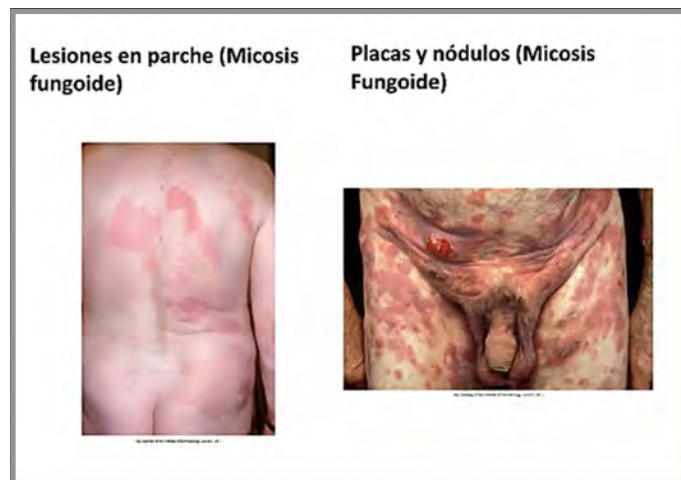 Lesiones en parche (Micosis
fungoide)
Placas y nódulos (Micosis
Fungoide)